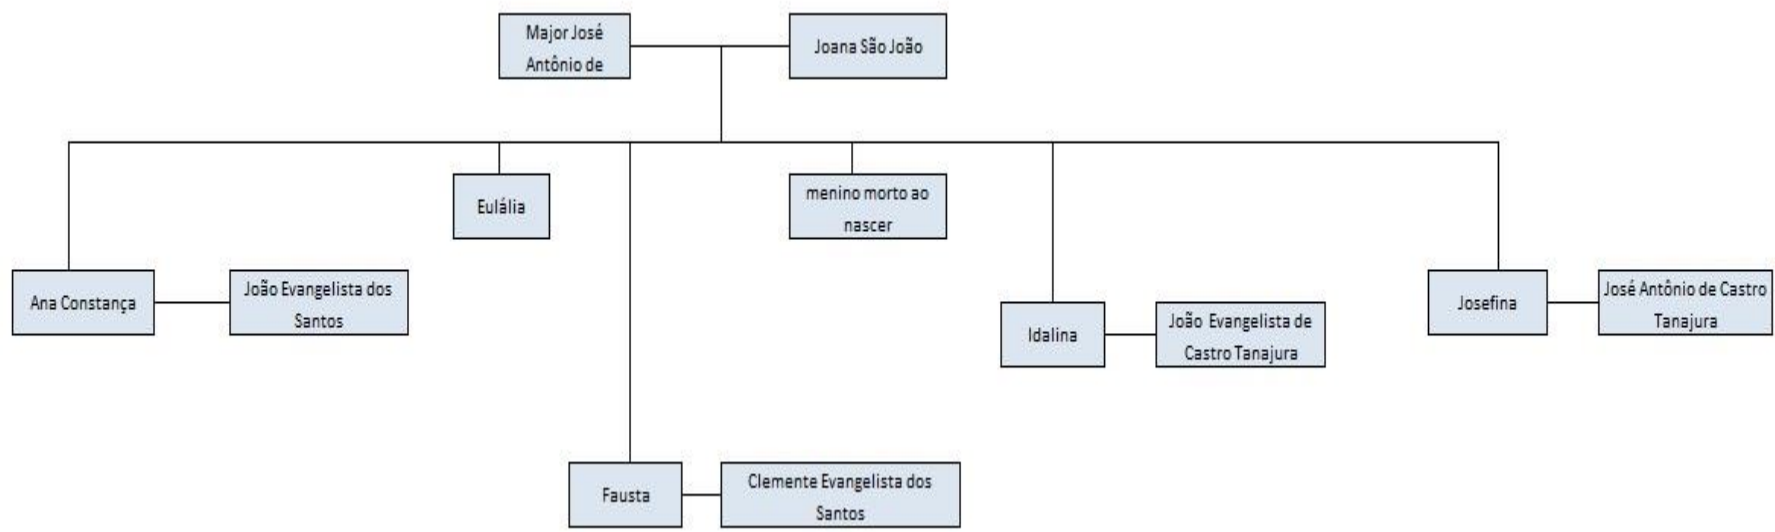 Major José
Antônio de
Joana São João
Eulália
menino morto ao
nascer
Ana Constança
João Evangelista dos
Santos
Idalina
João Evangelista de
Castro Tanajura
Josefina
José Antônio de Castro
Tanajura
Fausta
Clemente Evangelista dos
Santos